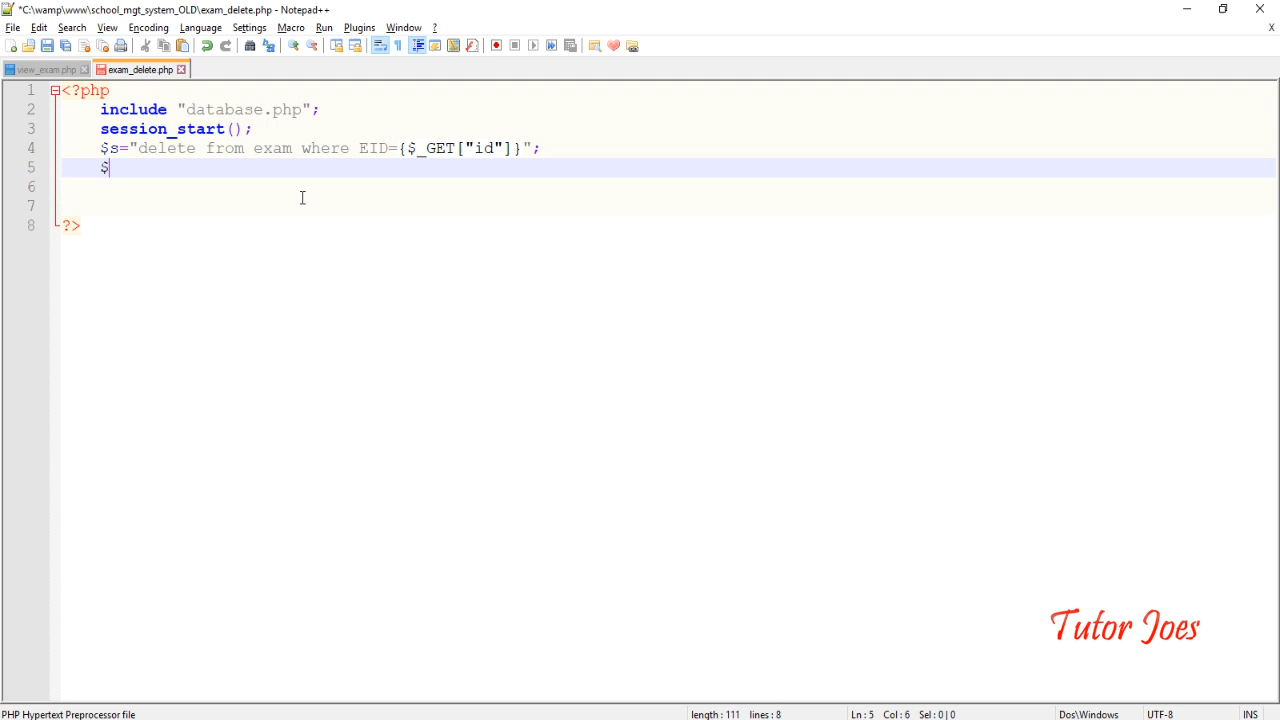 *C:\wamp\www\school_mgt_system_OLD\exam_delete.php - Notepad++
File Edit Search View Encoding Language Settings Macro Run Plugins Window ?
view_exam.php exam_delete.php
1 <?php
2 include "database.php";
3 session_start();
4 $s="delete from exam where EID={$_GET["id"]}";
5 $
6
7
8 ?>
Tutor Joes
PHP Hypertext Preprocessor file length : 111 lines : 8 Ln : 5 Col : 6 Sel : 0 | 0 Dos\Windows UTF-8 INS